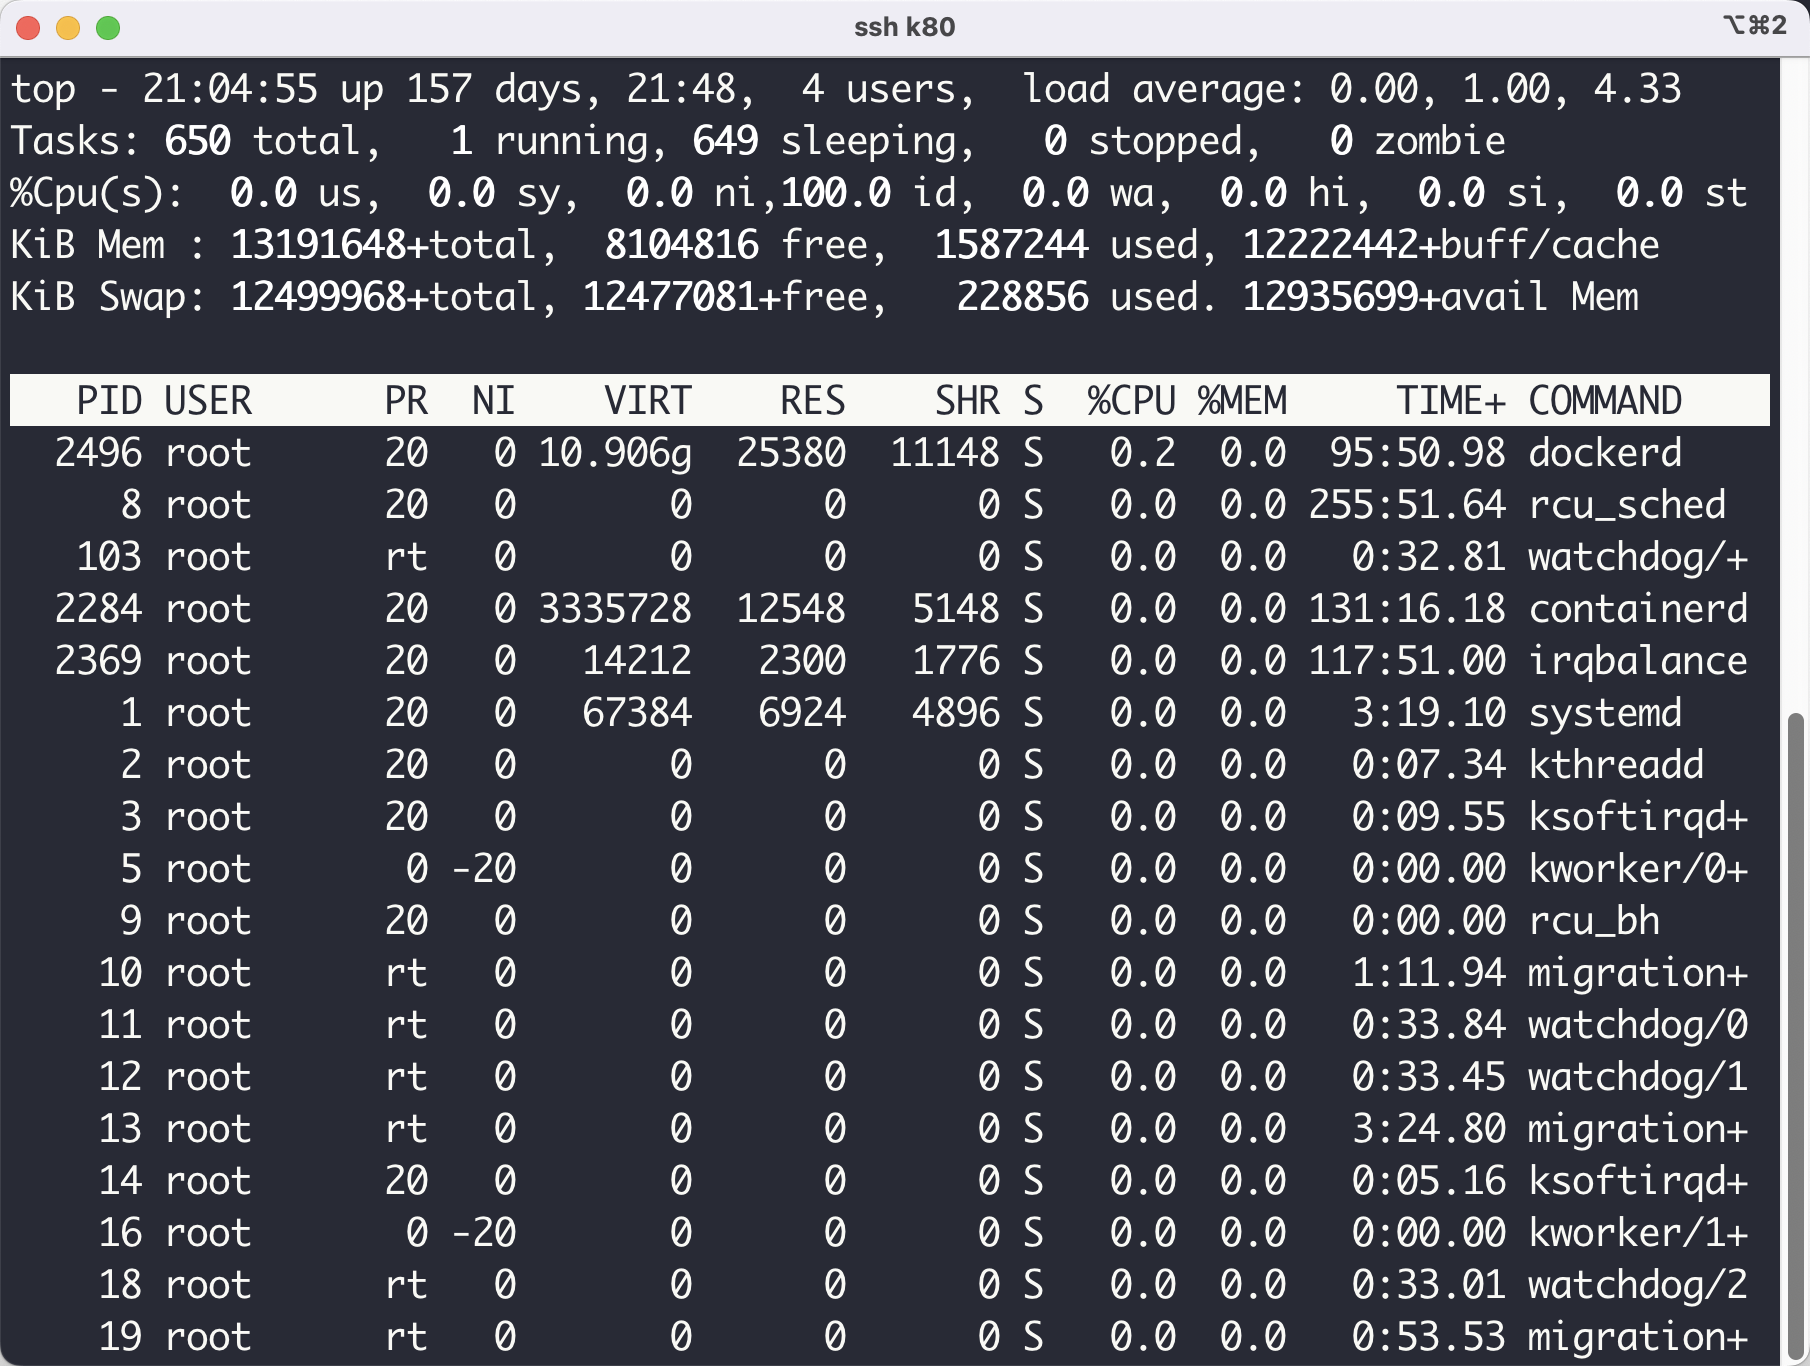 ssh k80
⌥⌘2
top - 21:04:55 up 157 days, 21:48,  4 users,  load average: 0.00, 1.00, 4.33
Tasks: 650 total,   1 running, 649 sleeping,   0 stopped,   0 zombie
%Cpu(s):  0.0 us,  0.0 sy,  0.0 ni,100.0 id,  0.0 wa,  0.0 hi,  0.0 si,  0.0 st
KiB Mem : 13191648+total,  8104816 free,  1587244 used, 12222442+buff/cache
KiB Swap: 12499968+total, 12477081+free,   228856 used. 12935699+avail Mem
PID USER      PR  NI    VIRT    RES    SHR S  %CPU %MEM     TIME+ COMMAND
2496 root      20   0 10.906g  25380  11148 S   0.2  0.0  95:50.98 dockerd
8 root      20   0       0      0      0 S   0.0  0.0 255:51.64 rcu_sched
103 root      rt   0       0      0      0 S   0.0  0.0   0:32.81 watchdog/+
2284 root      20   0 3335728  12548   5148 S   0.0  0.0 131:16.18 containerd
2369 root      20   0   14212   2300   1776 S   0.0  0.0 117:51.00 irqbalance
1 root      20   0   67384   6924   4896 S   0.0  0.0   3:19.10 systemd
2 root      20   0       0      0      0 S   0.0  0.0   0:07.34 kthreadd
3 root      20   0       0      0      0 S   0.0  0.0   0:09.55 ksoftirqd+
5 root       0 -20       0      0      0 S   0.0  0.0   0:00.00 kworker/0+
9 root      20   0       0      0      0 S   0.0  0.0   0:00.00 rcu_bh
10 root      rt   0       0      0      0 S   0.0  0.0   1:11.94 migration+
11 root      rt   0       0      0      0 S   0.0  0.0   0:33.84 watchdog/0
12 root      rt   0       0      0      0 S   0.0  0.0   0:33.45 watchdog/1
13 root      rt   0       0      0      0 S   0.0  0.0   3:24.80 migration+
14 root      20   0       0      0      0 S   0.0  0.0   0:05.16 ksoftirqd+
16 root       0 -20       0      0      0 S   0.0  0.0   0:00.00 kworker/1+
18 root      rt   0       0      0      0 S   0.0  0.0   0:33.01 watchdog/2
19 root      rt   0       0      0      0 S   0.0  0.0   0:53.53 migration+